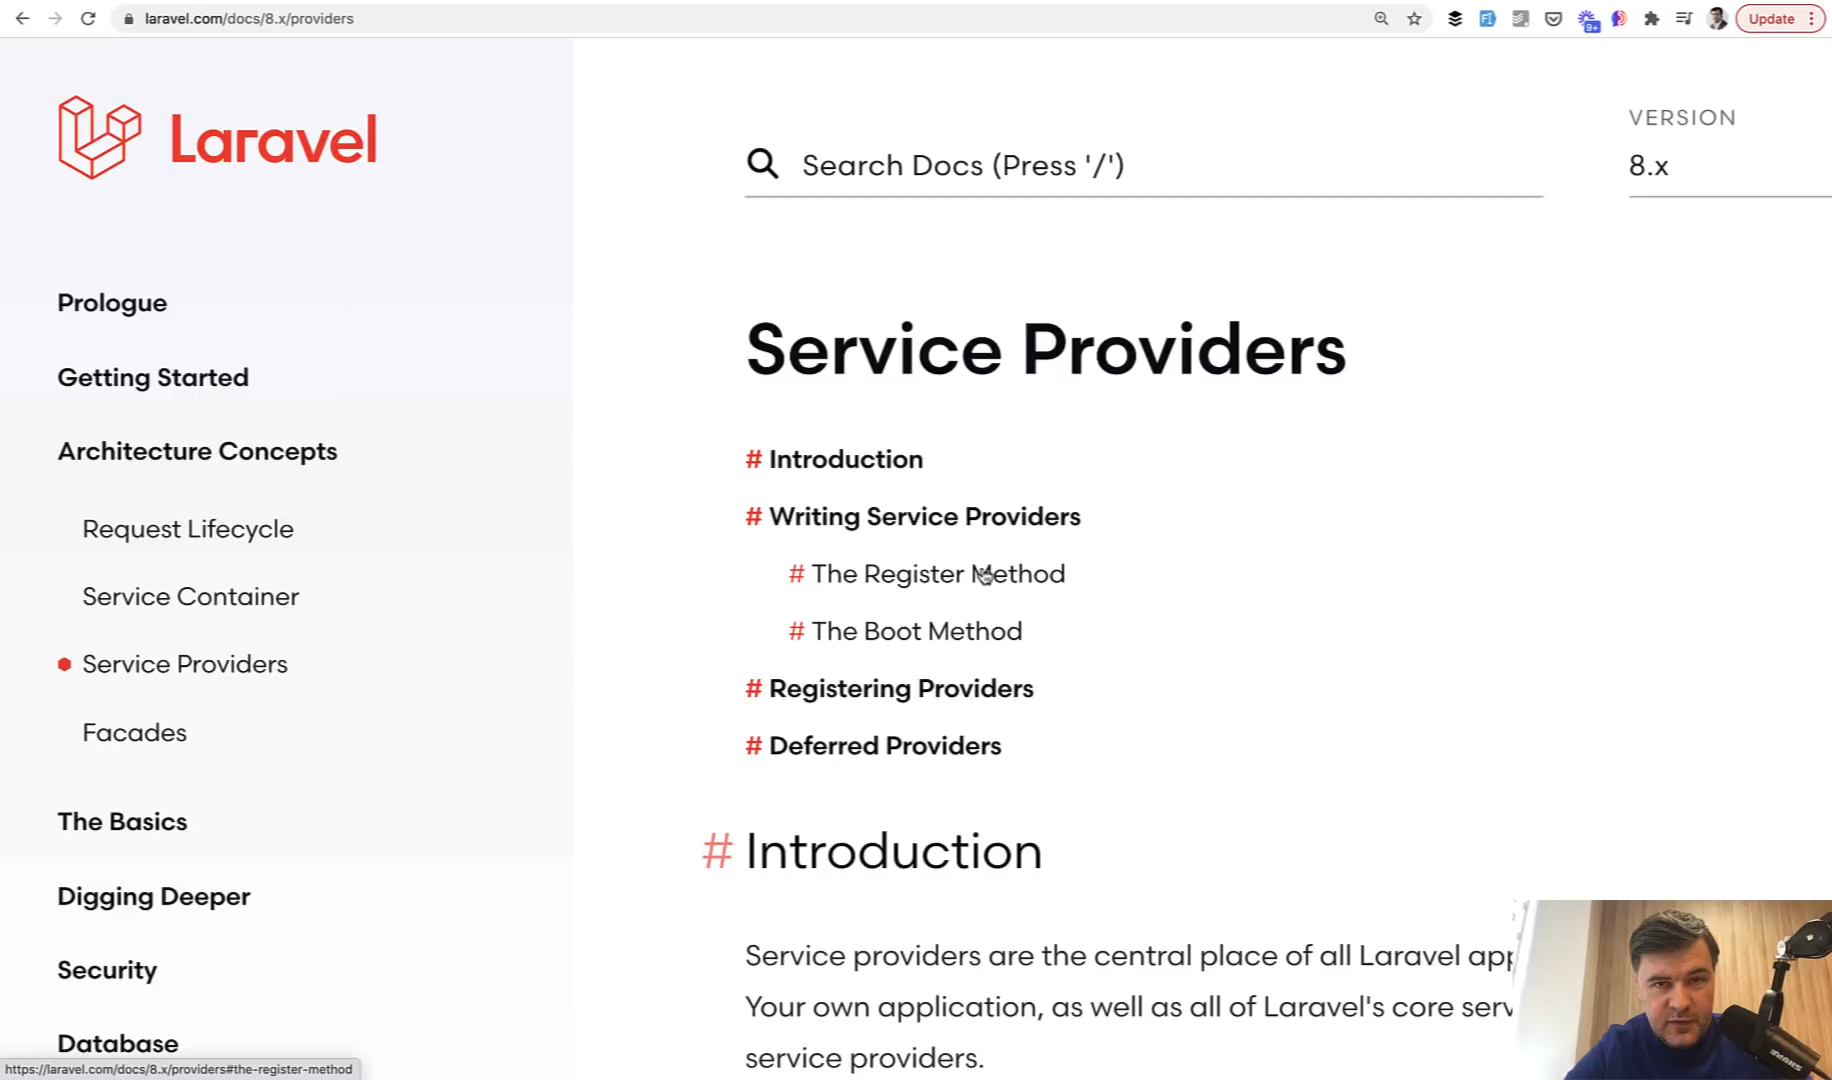 laravel.com/docs/8.x/providers
9+
Update
Laravel
Search Docs (Press '/')
VERSION
8.x
Prologue
Getting Started
Architecture Concepts
Request Lifecycle
Service Container
Service Providers
Facades
The Basics
Digging Deeper
Security
Database
Service Providers
# Introduction
# Writing Service Providers
# The Register Method
# The Boot Method
# Registering Providers
# Deferred Providers
# Introduction
Service providers are the central place of all Laravel app
Your own application, as well as all of Laravel's core serv
service providers.
https://laravel.com/docs/8.x/providers#the-register-method